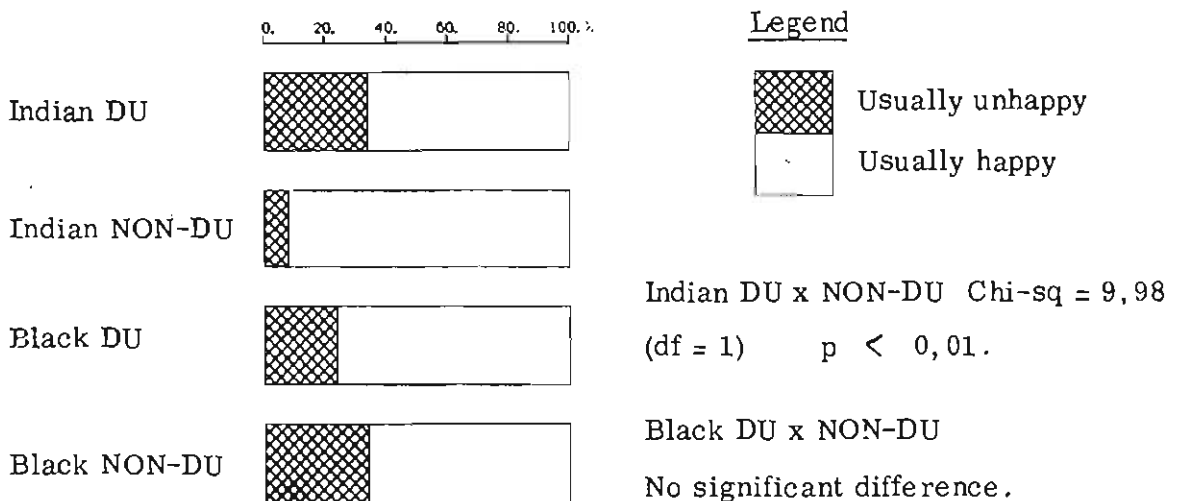 0. 20. 40. 60. 80. 100. %
Legend
Usually unhappy
Usually happy
Indian DU
Indian NON-DU
Black DU
Black NON-DU
Indian DU x NON-DU Chi-sq = 9,98
(df = 1) p < 0,01.
Black DU x NON-DU
No significant difference.